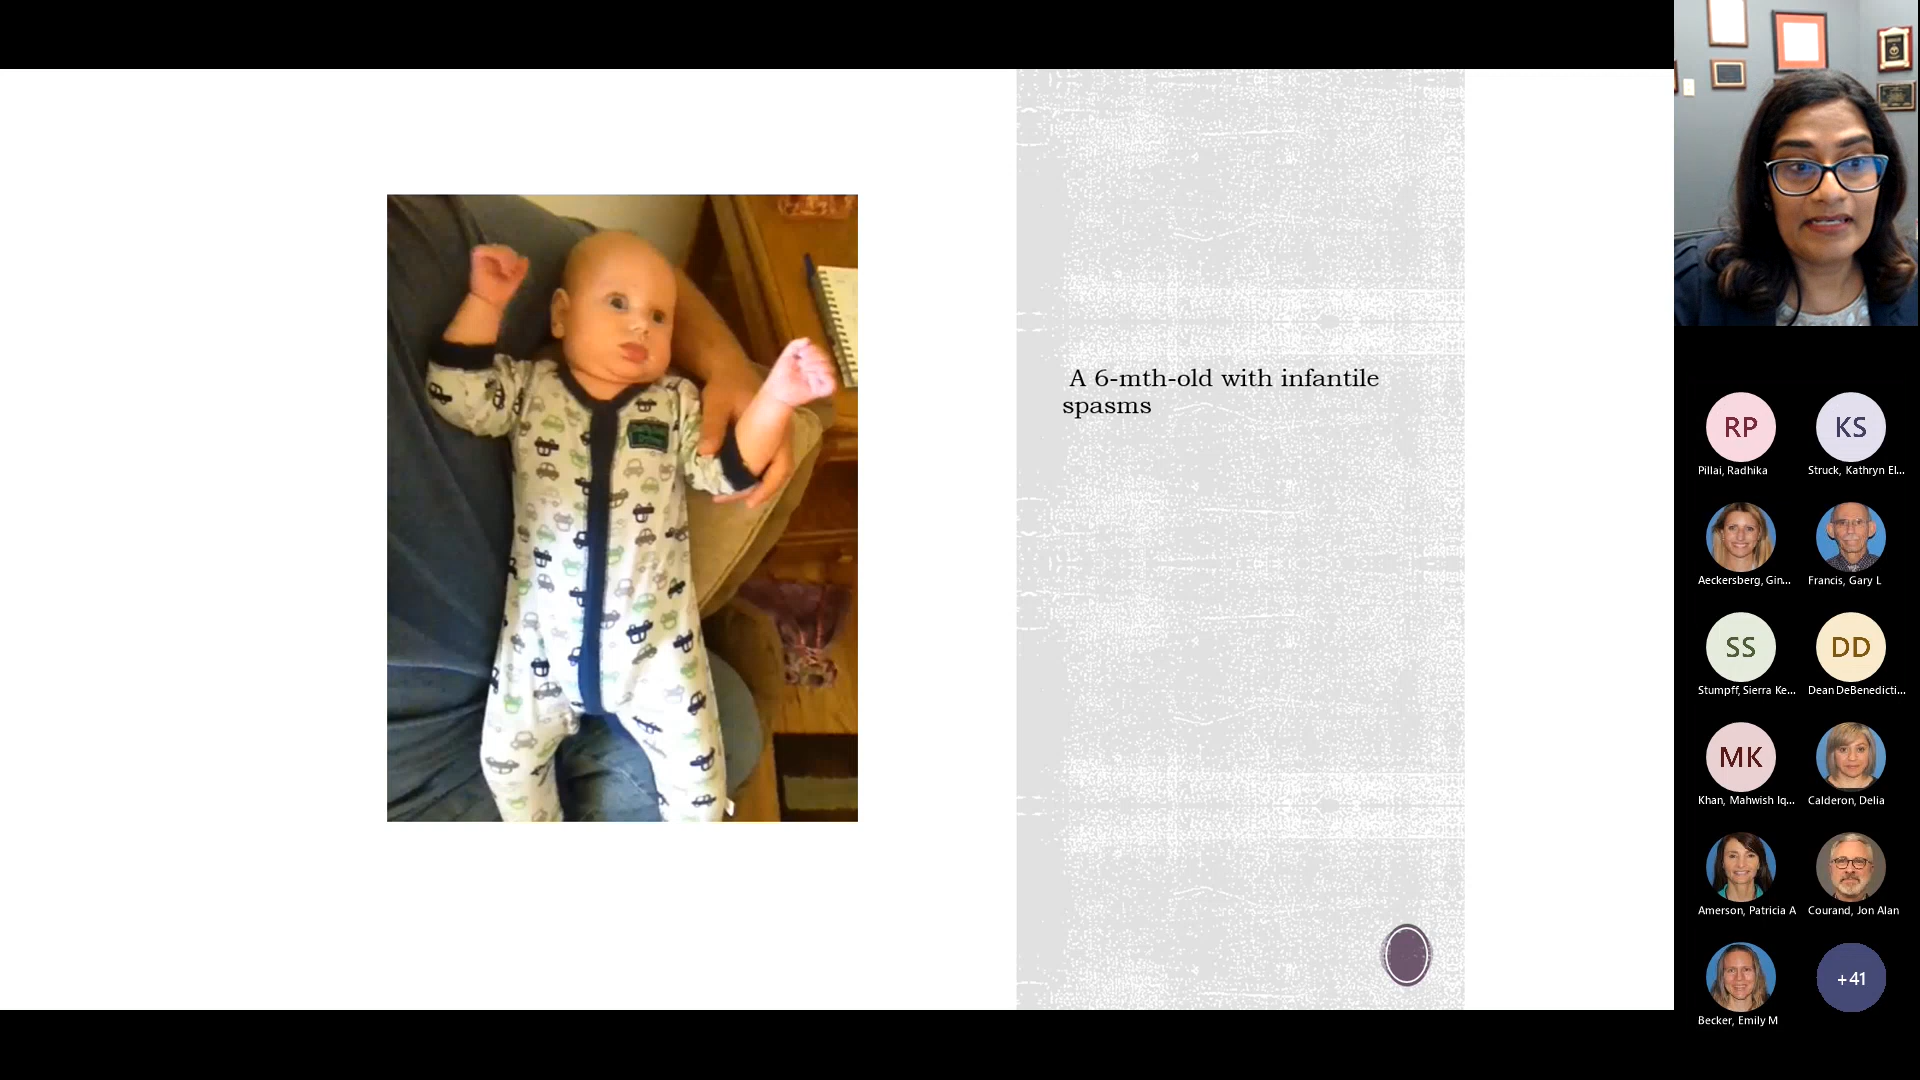 A 6-mth-old with infantile
spasms
RP
KS
Pillai, Radhika
Struck, Kathryn El...
Aeckersberg, Gin...
Francis, Gary L
SS
DD
Stumpff, Sierra Ke...
Dean DeBenedicti...
MK
Khan, Mahwish Iq...
Calderon, Delia
Amerson, Patricia A
Courand, Jon Alan
+41
Becker, Emily M